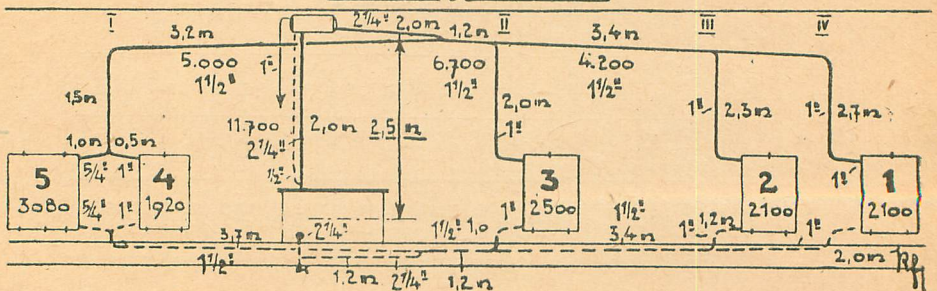 I II III IV
3,2 m 2 1/4" 2,0 m 1,2 m 3,4 m
5.000 1" 6.700 4.200
1 1/2" 1 1/2" 1 1/2"
1,5 m 2,0 m 1" 2,3 m 1" 2,7 m
11.700 2,0 m 2,5 m 1"
2 1/4"
1,0 m 0,5 m 1/2"
5 5/4" 1" 4 3 2 1" 1
3080 5/4" 1" 1920 2500 2100 2100
1" 1 1/2" 1" 1,2 m 1"
3,7 m 2 1/4" 1 1/2" 1,0 3,4 m
1 1/2" 2,0 m
1,2 m 2 1/4" 1,2 m